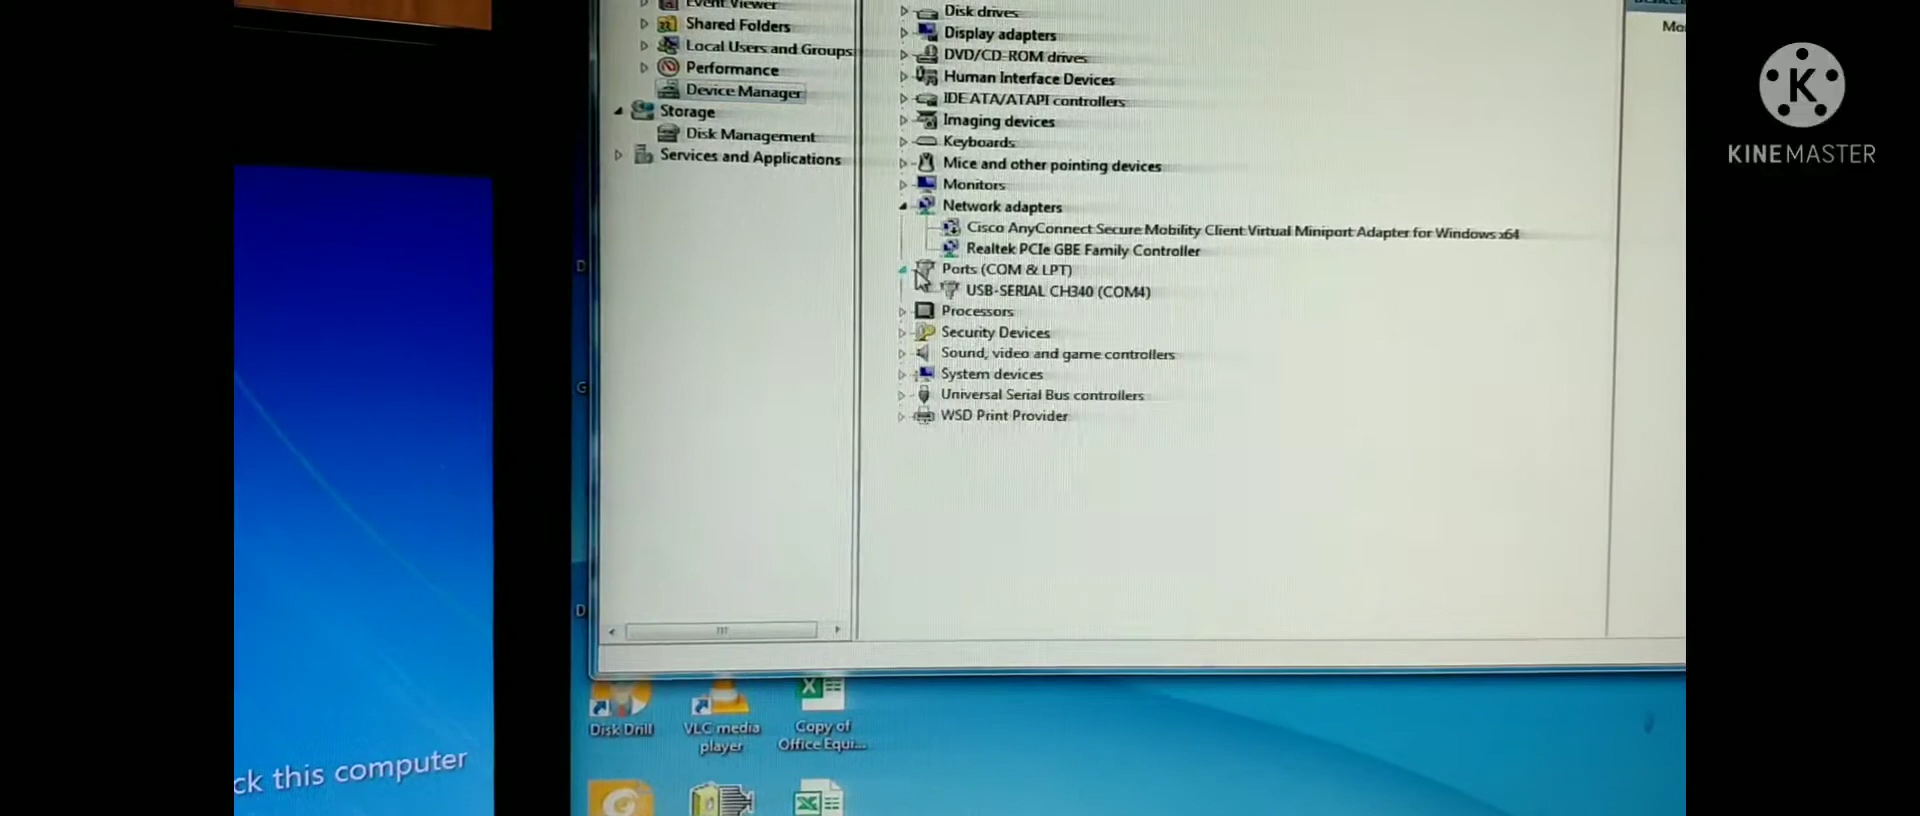 Event Viewer
Shared Folders
Local Users and Groups
Performance
Device Manager
Storage
Disk Management
Services and Applications
Disk drives
Display adapters
DVD/CD-ROM drives
Human Interface Devices
IDE ATA/ATAPI controllers
Imaging devices
Keyboards
Mice and other pointing devices
Monitors
Network adapters
Cisco AnyConnect Secure Mobility Client Virtual Miniport Adapter for Windows x64
Realtek PCIe GBE Family Controller
Ports (COM & LPT)
USB-SERIAL CH340 (COM4)
Processors
Security Devices
Sound, video and game controllers
System devices
Universal Serial Bus controllers
WSD Print Provider
K
KINEMASTER
D
G
D
ck this computer
Disk Drill
VLC media
player
Copy of
Office Equi...